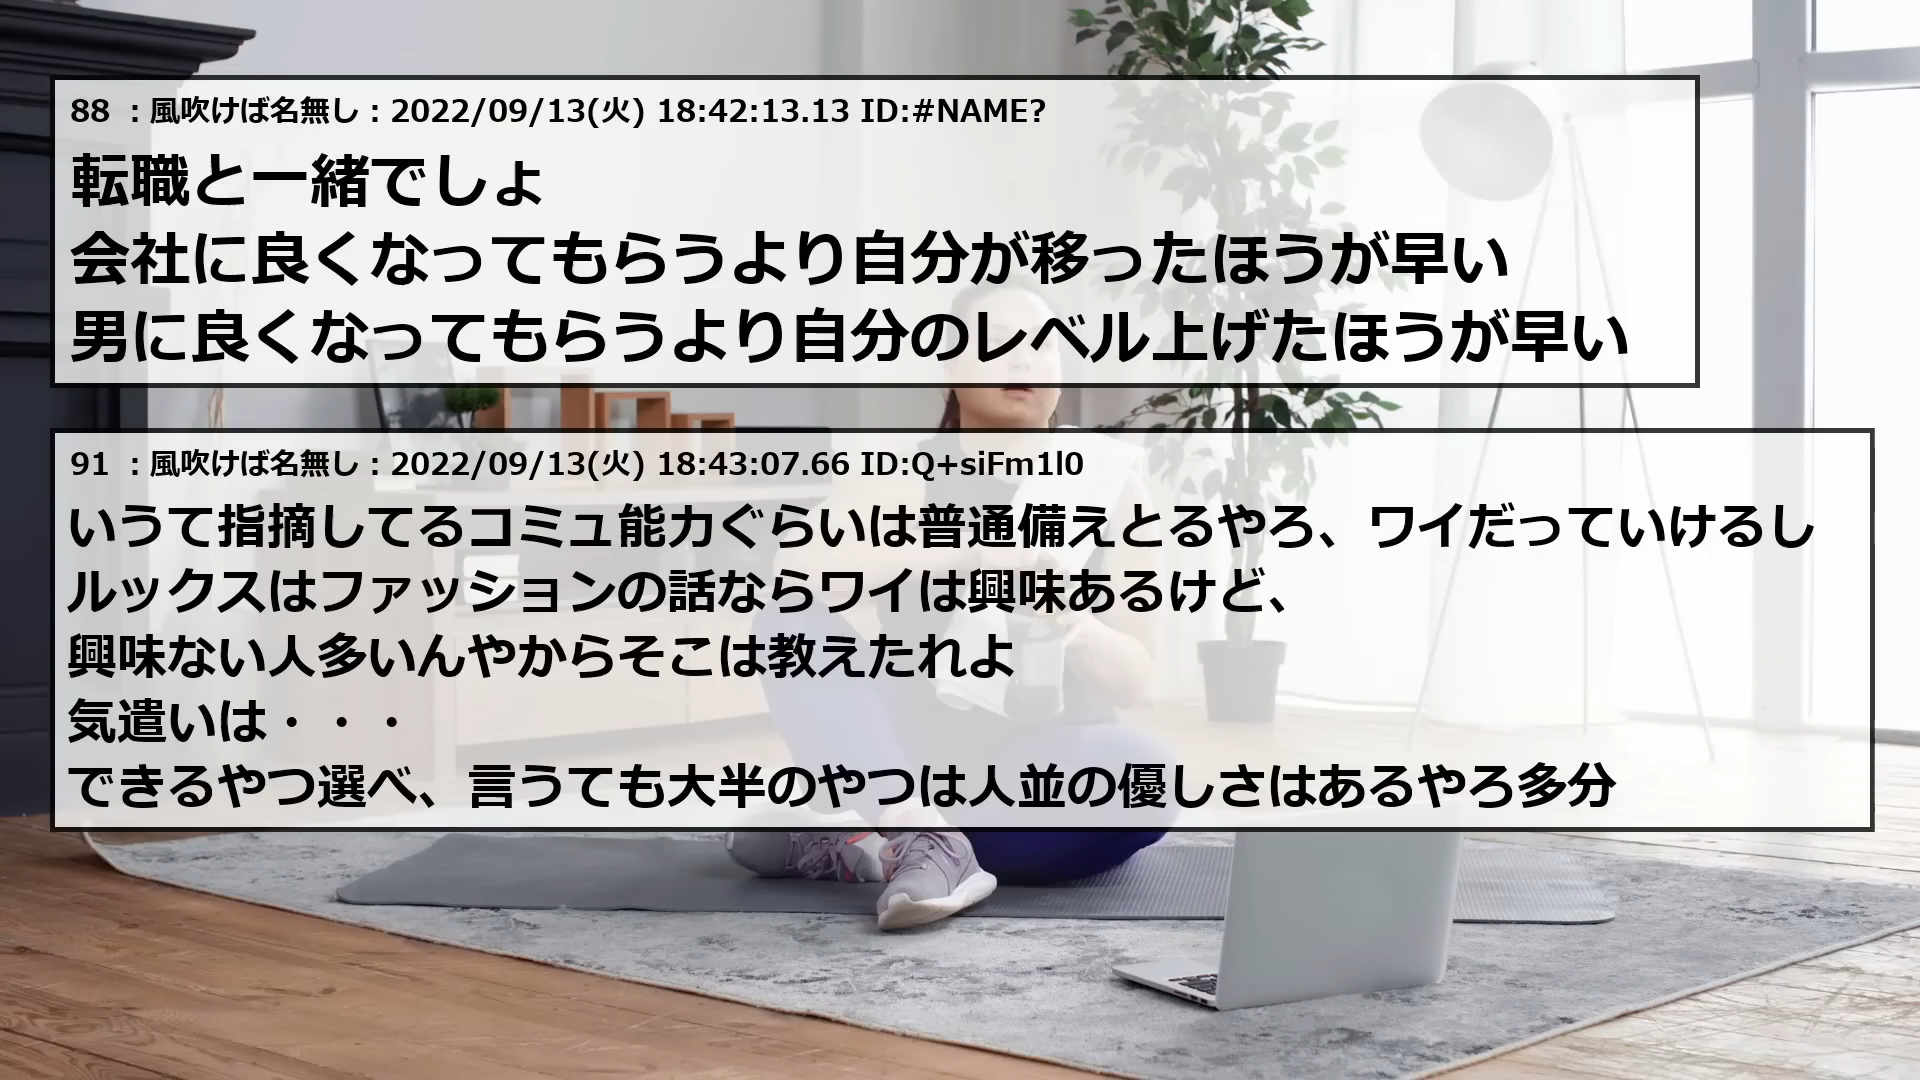 88 ：風吹けば名無し：2022/09/13(火) 18:42:13.13 ID:#NAME?
転職と一緒でしょ
会社に良くなってもらうより自分が移ったほうが早い
男に良くなってもらうより自分のレベル上げたほうが早い
91 ：風吹けば名無し：2022/09/13(火) 18:43:07.66 ID:Q+siFm1l0
いうて指摘してるコミュ能力ぐらいは普通備えとるやろ、ワイだっていけるし
ルックスはファッションの話ならワイは興味あるけど、
興味ない人多いんやからそこは教えたれよ
気遣いは・・・
できるやつ選べ、言うても大半のやつは人並の優しさはあるやろ多分